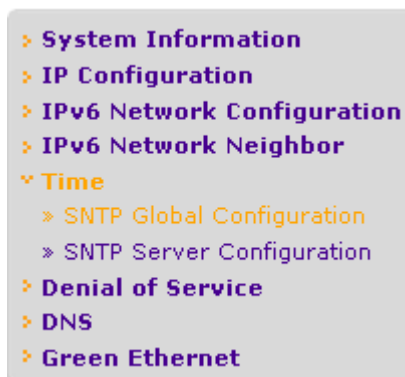 System Information
IP Configuration
IPv6 Network Configuration
IPv6 Network Neighbor
Time
» SNTP Global Configuration
» SNTP Server Configuration
Denial of Service
DNS
Green Ethernet